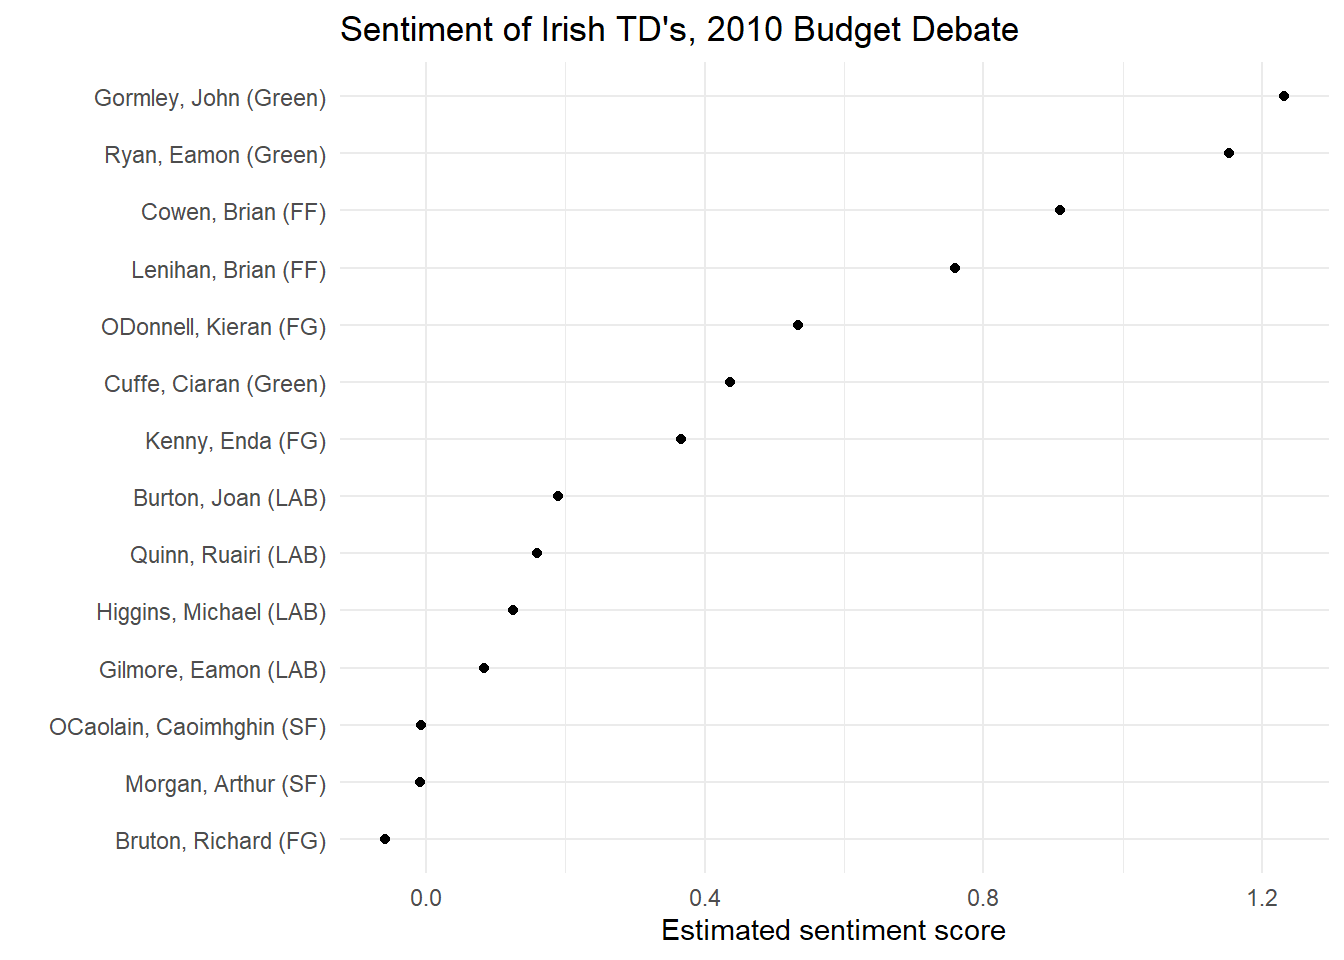 Sentiment of Irish TD's, 2010 Budget Debate
Gormley, John (Green)
Ryan, Eamon (Green)
Cowen, Brian (FF)
Lenihan, Brian (FF)
ODonnell, Kieran (FG)
Cuffe, Ciaran (Green)
Kenny, Enda (FG)
Burton, Joan (LAB)
Quinn, Ruairi (LAB)
Higgins, Michael (LAB)
Gilmore, Eamon (LAB)
OCaolain, Caoimhghin (SF)
Morgan, Arthur (SF)
Bruton, Richard (FG)
0.0 0.4 0.8 1.2
Estimated sentiment score